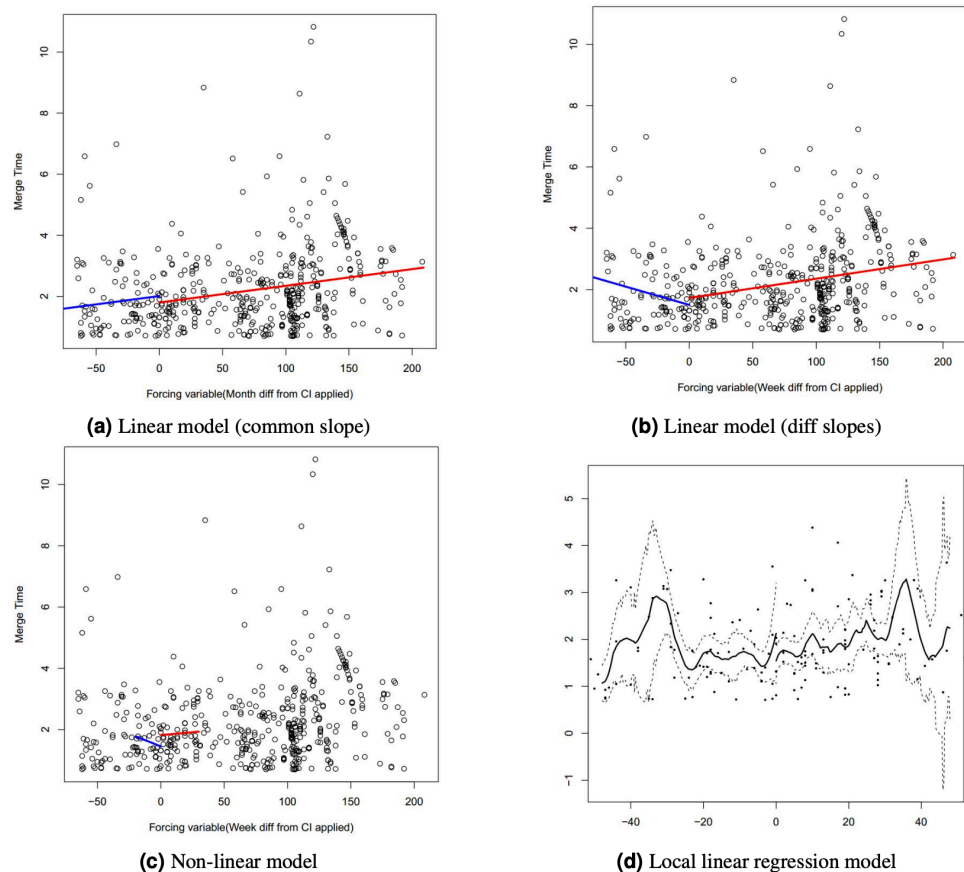 10
8
6
4
2
Merge Time
−50 0 50 100 150 200
Forcing variable(Month diff from CI applied)
(a) Linear model (common slope)
10
8
6
4
2
Merge Time
−50 0 50 100 150 200
Forcing variable(Week diff from CI applied)
(b) Linear model (diff slopes)
10
8
6
4
2
Merge Time
−50 0 50 100 150 200
Forcing variable(Week diff from CI applied)
(c) Non-linear model
5
4
3
2
1
0
−1
−40 −20 0 20 40
(d) Local linear regression model